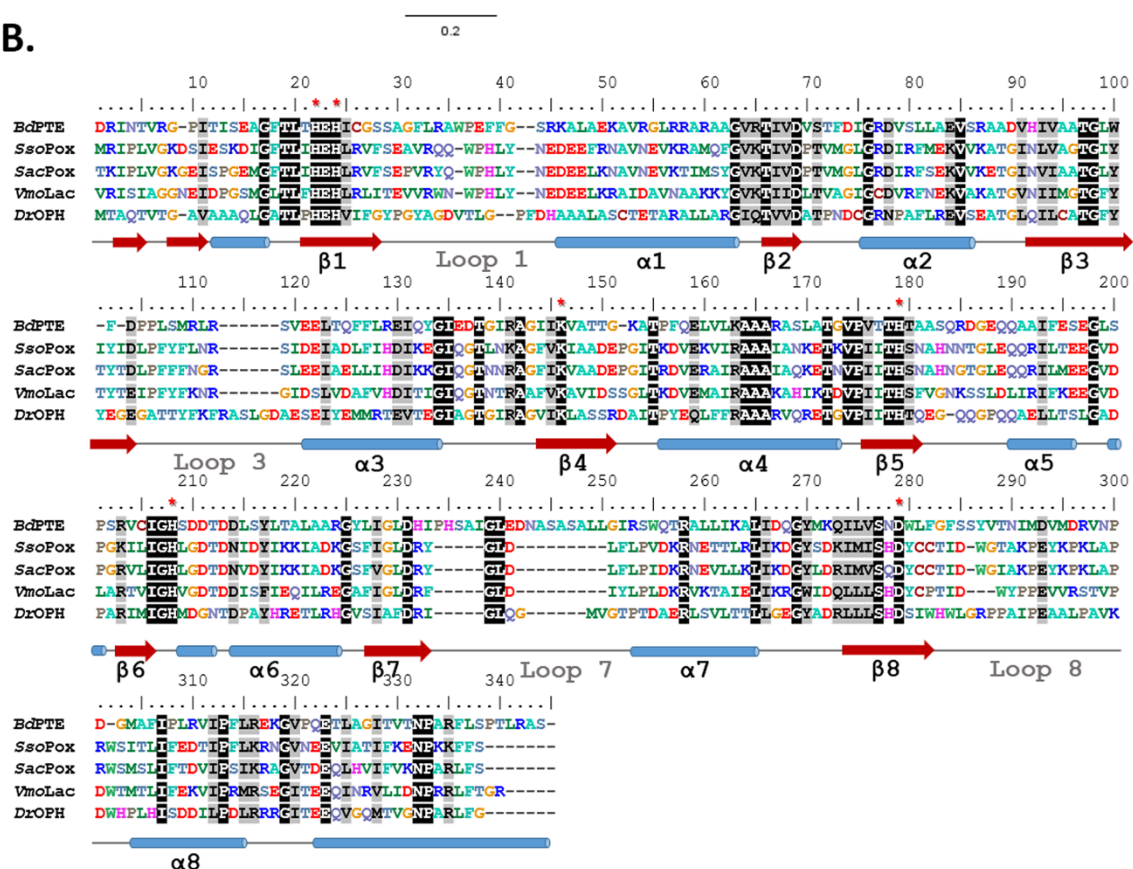 0.2
B.
10 20 30 40 50 60 70 80 90 100
* *
BdPTE DRINTVRG-PITISEAGFTLTHEHICGSSAGFLRAWPEFFG--SRKALAEKAVRGLRRARAAGVRTIVDVSTFDIGRDVSLLAEVSRAADVHIVAATGLW
SsoPox MRIPLVGKDSIESKDIGFTLIHEHLRVFSEAVRQQ-WPHLY--NEDEEFRNAVNEVKRAMQFGVKTIVDPTVMGLGRDIRFMEKVVKATGINLVAGTGIY
SacPox TKIPLVGKGEISPGEMGFTLIHEHLRVFSEPVRYQ-WPHLY--NEDEELKNAVNEVKTIMSYGVKTIVDPTVMGLGRDIRFSEKVVKETGINVIAATGLY
VmoLac VRISIAGGNEIDPGSMGLTLFHEHLRLITEVVRWN-WPHLY--NEDEELKRAIDAVNAAKKYGVKTIIDLTVAGIGCDVRFNEKVAKATGVNIIMGTGFY
DrOPH MTAQTVTG-AVAAAQLGATLPHEHVIFGYPGYAGDVTLG--PFDHAAALASCTETARALLARGIQTVVDATPNDCGRNPAFLREVSEATGLQILCATGFY
β1 Loop 1 α1 β2 α2 β3
110 120 130 140 150 160 170 180 190 200
* *
BdPTE -F-DPPLSMRLR------SVEELTQFFLREIQYGIEDTGIRAGIIKVATTG-KATPFQELVLKAAARASLATGVPVTTHTAASQRDGEQQAAIFESEGLS
SsoPox IYIDLPFYFLNR------SIDEIADLFIHDIKEGIQGTLNKAGFVKIAADEPGITKDVEKVIRAAAIANKETKVPIITHSNAHNNTGLEQQRILTEEGVD
SacPox TYTDLPFFFNGR------SLEEIAELLIHDIKKGIQGTNNRAGFIKVAADEPGITRDVERAIRAAAIAQKETNVPIITHSNAHNNTGLEQQRILMEEGVD
VmoLac TYTEIPFYFKNR------GIDSLVDAFVHDITIGIQGTNTRAAFVKAVIDSSGLTKDVEMAIRAAAKAHIKTDVPIITHSFVGNKSSLDLIRIFKEEGVD
DrOPH YEGEGATTYFKFRASLGDAESEIYEMMRTEVTEGIAGTGIRAGVIKLASSRDAITPYEQLFFRAAARVQRETGVPIITHTQEG-QQGPQQAELLTSLGAD
Loop 3 α3 β4 α4 β5 α5
210 220 230 240 250 260 270 280 290 300
* *
BdPTE PSRVCIGHSDDTDDLSYLTALAARGYLIGLDHIPHSAIGLEDNASASALLGIRSWQTRALLIKALIDQGYMKQILVSNDWLFGFSSYVTNIMDVMDRVNP
SsoPox PGKILIGHLGDTDNIDYIKKIADKGSFIGLDRY-----GLD---------LFLPVDKRNETTLRLIKDGYSDKIMISHDYCCTID-WGTAKPEYKPKLAP
SacPox PGRVLIGHLGDTDNVDYIKKIADKGSFVGLDRY-----GLD---------LFLPIDKRNEVLLKLIKDGYLDRIMVSQDYCCTID-WGIAKPEYKPKLAP
VmoLac LARTVIGHVGDTDDISFIEQILREGAFIGLDRF-----GLD---------IYLPLDKRVKTAIELIKRGWIDQLLLSHDYCPTID---WYPPEVVRSTVP
DrOPH PARIMIGHMDGNTDPAYHRETLRHGVSIAFDRI-----GLQG------MVGTPTDAERLSVLTTLLGEGYADRLLLSHDSIWHWLGRPPAIPEAALPAVK
β6 α6 β7 Loop 7 α7 β8 Loop 8
310 320 330 340
BdPTE D-GMAFIPLRVIPFLREKGVPQETLAGITVTNPARFLSPTLRAS-
SsoPox RWSITLIFEDTIPFLKRNGVNEEVIATIFKENPKKFFS-------
SacPox RWSMSLIFTDVIPSIKRAGVTDEQLHVIFVKNPARLFS-------
VmoLac DWTMTLIFEKVIPRMRSEGITEEQINRVLIDNPRRLFTGR-----
DrOPH DWHPLHISDDILPDLRRRGITEEQVGQMTVGNPARLFG-------
α8